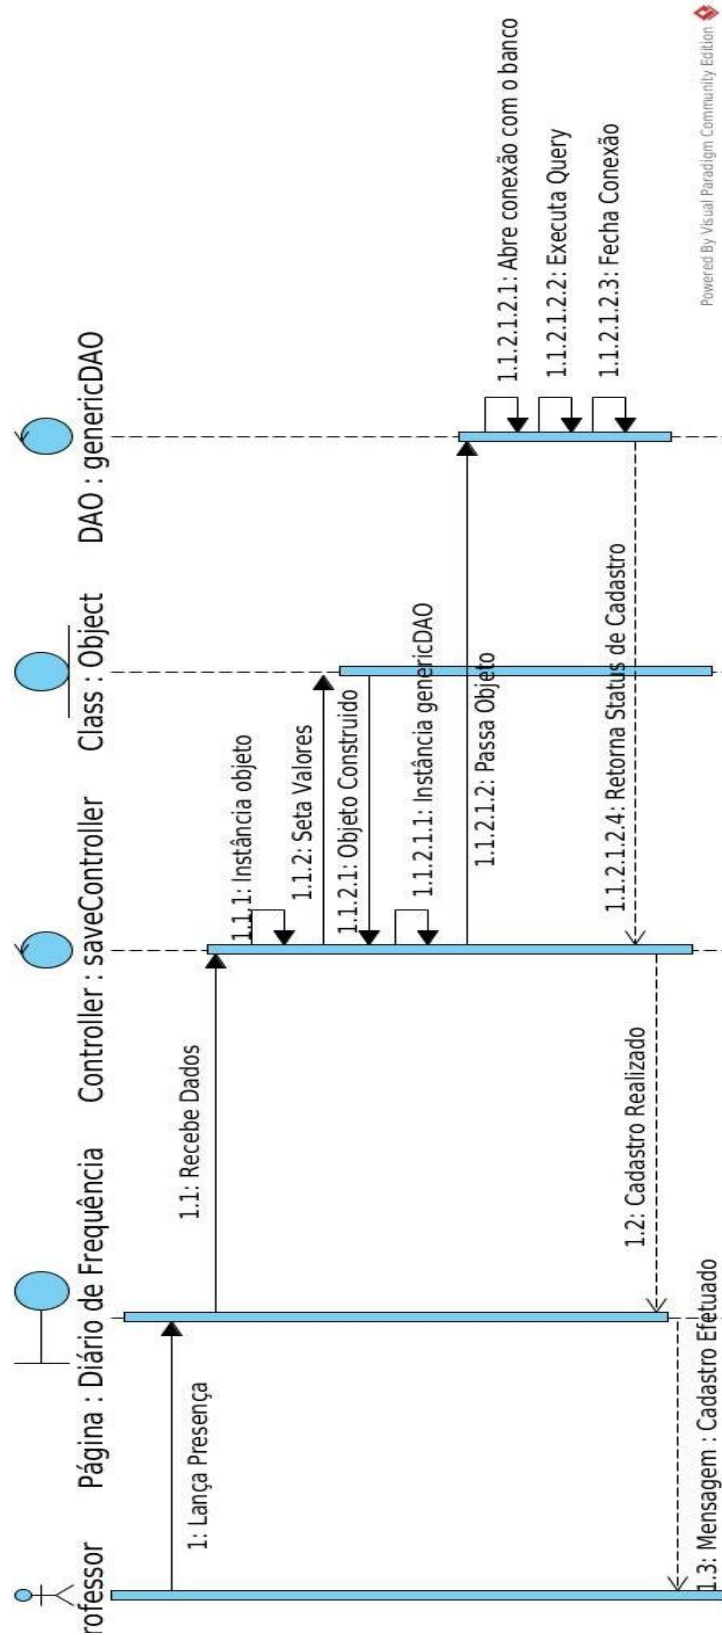 rofessor
Página : Diário de Frequência
Controller : saveController
Class : Object
DAO : genericDAO
1: Lança Presença
1.1: Recebe Dados
1.1.1: Instância objeto
1.1.2: Seta Valores
1.1.2.1: Objeto Construido
1.1.2.1.1: Instância genericDAO
1.1.2.1.2: Passa Objeto
1.1.2.1.2.1: Abre conexão com o banco
1.1.2.1.2.2: Executa Query
1.1.2.1.2.3: Fecha Conexão
1.1.2.1.2.4: Retorna Status de Cadastro
1.2: Cadastro Realizado
1.3: Mensagem : Cadastro Efetuado
Powered By Visual Paradigm Community Edition